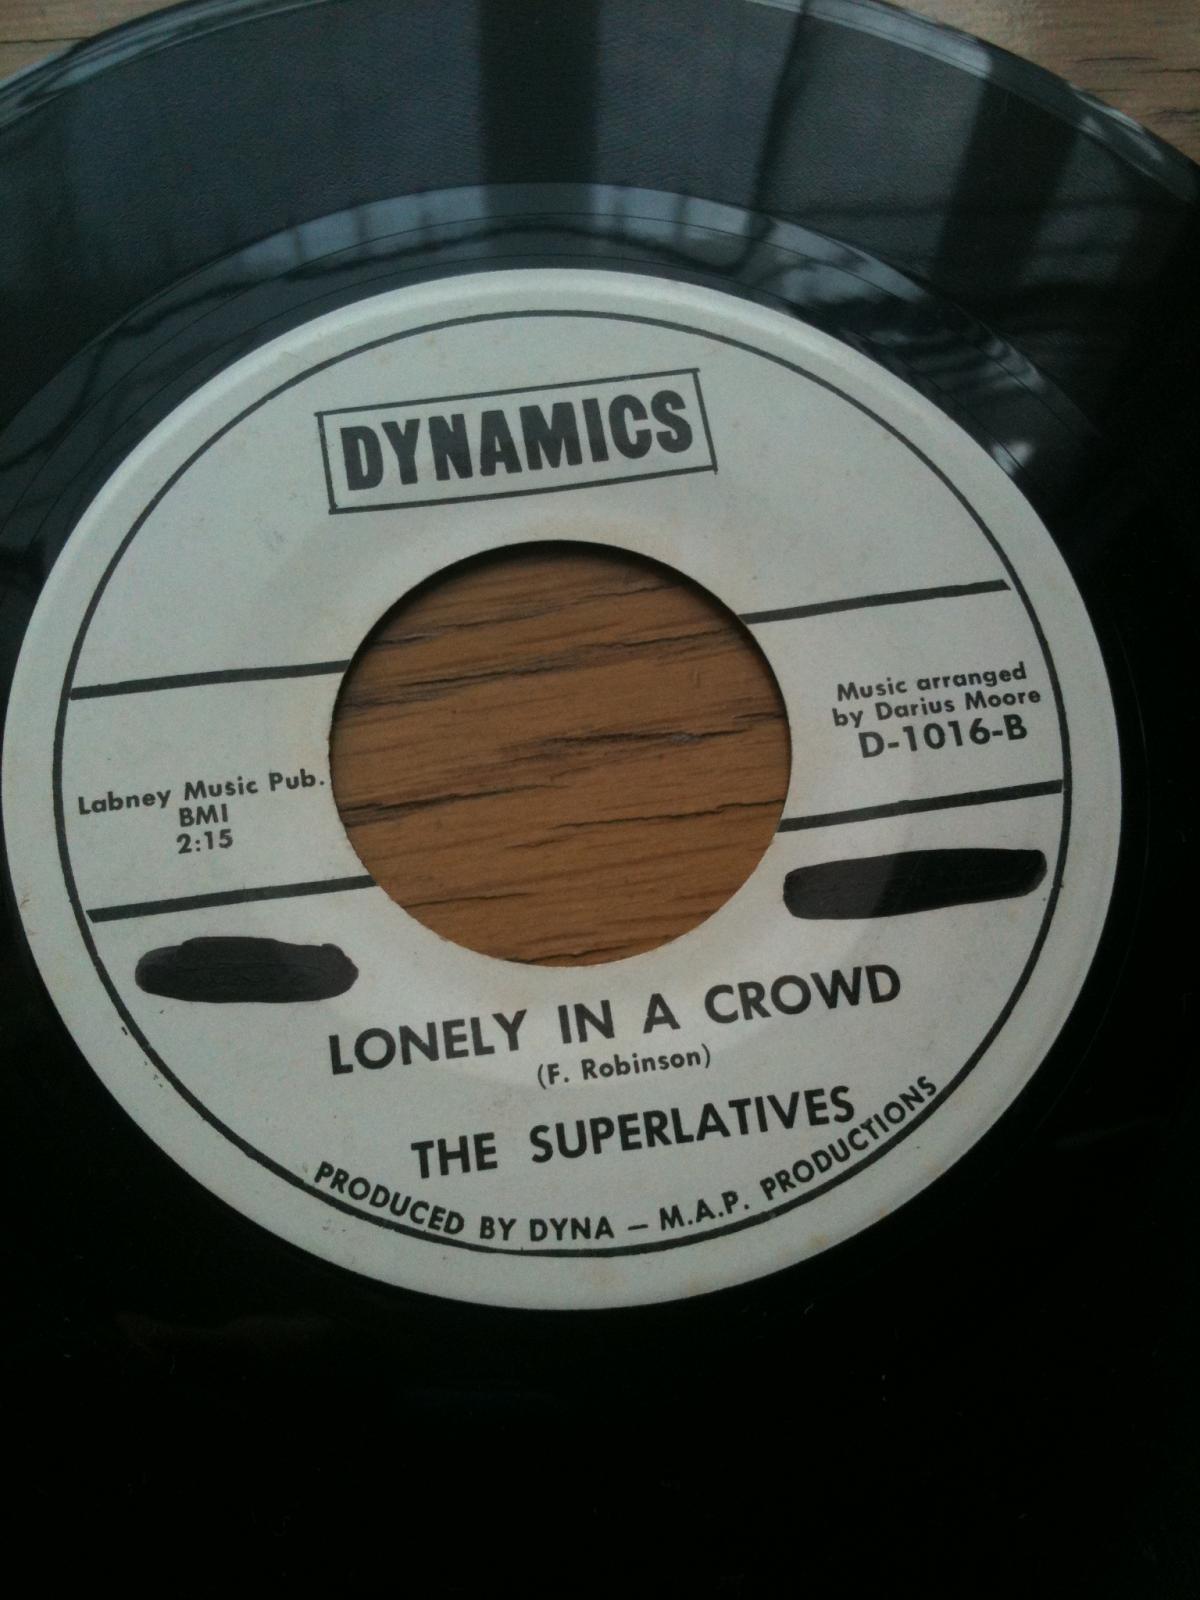 DYNAMICS
Music arranged
by Darius Moore
D-1016-B
Labney Music Pub.
BMI
2:15
LONELY IN A CROWD
(F. Robinson)
THE SUPERLATIVES
PRODUCED BY DYNA – M.A.P. PRODUCTIONS